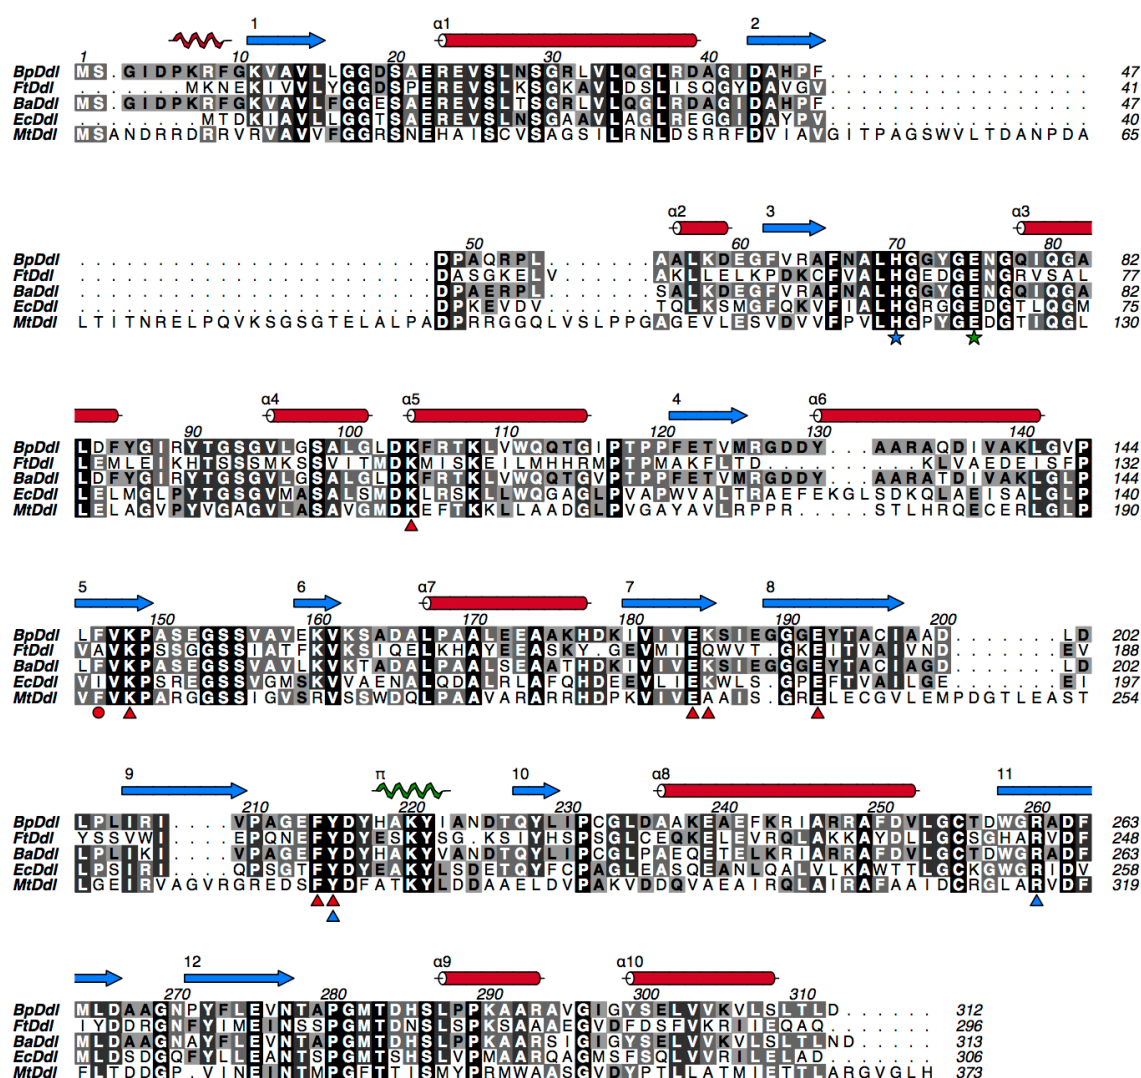 1 α1 2
1 10 20 30 40
BpDdl MS.GIDPKRFGKVAVLLGGDSAEREVSLNSGRLVLQGLRDAGIDAHPF................. 47
FtDdl .......MKNEKIVVLYGGDSPEREVSLKSGKAVLDSLISQGYDAVGV................. 41
BaDdl MS.GIDPKRFGKVAVLFGGESAEREVSLTSGRLVLQGLRDAGIDAHPF................. 47
EcDdl ........MTDKIAVLLGGTSAEREVSLNSGAAVLAGLREGGIDAYPV................. 40
MtDdl MSANDRRDRRVRVAVVFGGRSNEHAISCVSAGSILRNLDSRRFDVIAVGITPAGSWVLTDANPDA 65
α2 3 α3
50 60 70 80
BpDdl .......................DPAQRPL.......AALKDEGFVRAFNALHGGYGENGQIQGA 82
FtDdl .......................DASGKELV......AKLLELKPDKCFVALHGEDGENGRVSAL 77
BaDdl .......................DPAERPL.......SALKDEGFVRAFNALHGGYGENGQIQGA 82
EcDdl .......................DPKEVDV.......TQLKSMGFQKVFIALHGRGGEDGTLQGM 75
MtDdl LTITNRELPQVKSGSGTELALPADPRRGGQLVSLPPGAGEVLESVDVVFPVLHGPYGEDGTIQGL 130
α4 α5 4 α6
90 100 110 120 130 140
BpDdl LDFYGIRYTGSGVLGSALGLDKFRTKLVWQQTGIPTPPFETVMRGDDY...AARAQDIVAKLGVP 144
FtDdl LEMLEIKHTSSSMKSSVITMDKMISKEILMHHRMPTPMAKFLTD..........KLVAEDEISFP 132
BaDdl LDFYGIRYTGSGVLGSALGLDKFRTKLVWQQTGVPTPPFETVMRGDDY...AARATDIVAKLGLP 144
EcDdl LELMGLPYTGSGVMASALSMDKLRSKLLWQGAGLPVAPWVALTRAEFEKGLSDKQLAEISALGLP 140
MtDdl LELAGVPYVGAGVLASAVGMDKEFTKKLLAADGLPVGAYAVLRPPR.....STLHRQECERLGLP 190
5 6 α7 7 8
150 160 170 180 190 200
BpDdl LFVKPASEGSSVAVEKVKSADALPAALEEAAKHDKIVIVEKSIEGGGEYTACIAAD.......LD 202
FtDdl VAVKPSSGGSSIATFKVKSIQELKHAYEEASKY.GEVMIEQWVTG.KEITVAIVND.......EV 188
BaDdl LFVKPASEGSSVAVLKVKTADALPAALSEAATHDKIVIVEKSIEGGGEYTACIAGD.......LD 202
EcDdl VIVKPSREGSSVGMSKVVAENALQDALRLAFQHDEEVLIEKWLSG.PEFTVAILGE.......EI 197
MtDdl VFVKPARGGSSIGVSRVSSWDQLPAAVARARRHDPKVIVEAAIS.GRELECGVLEMPDGTLEAST 254
9 π 10 α8 11
210 220 230 240 250 260
BpDdl LPLIRI....VPAGEFYDYHAKYIANDTQYLIPCGLDAAKEAEFKRIARRAFDVLGCTDWGRADF 263
FtDdl YSSVWI....EPQNEFYDYESKYSG.KSIYHSPCGLCEQKELEVRQLAKKAYDLLGCSGHARVDF 248
BaDdl LPLIKI....QPAGEFYDYHAKYVANDTQYLIPCGLPAEQETELKRIARRAFDVLGCTDWGRADF 263
EcDdl LPSIRI....QPSGTFYDYEAKYLSDETQYFCPAGLEASQEANLQALVLKAWTTLGCKGWGRIDV 258
MtDdl LGEIRVAGVRGREDSFYDFATKYLDDAAELDVPAKVDDQVAEAIRQLAIRAFAAIDCRGLARVDF 319
12 α9 α10
270 280 290 300 310
BpDdl MLDAAGNPYFLEVNTAPGMTDHSLPPKAARAVGIGYSELVVKVLSLTLD...... 312
FtDdl IYDDRGNFYIMEINSSPGMTDNSLSPKSAAAEGVDFDSFVKRIIEQAQ....... 296
BaDdl MLDAAGNAYFLEVNTAPGMTDHSLPPKAARSIGIGYSELVVKVLSLTLND..... 313
EcDdl MLDSDGQFYLLEANTSPGMTSHSLVPMAARQAGMSFSQLVVRILELAD....... 306
MtDdl FLTDDGP.VINEINTMPGFTTISMYPRMWAASGVDYPTLLATMIETTLARGVGLH 373